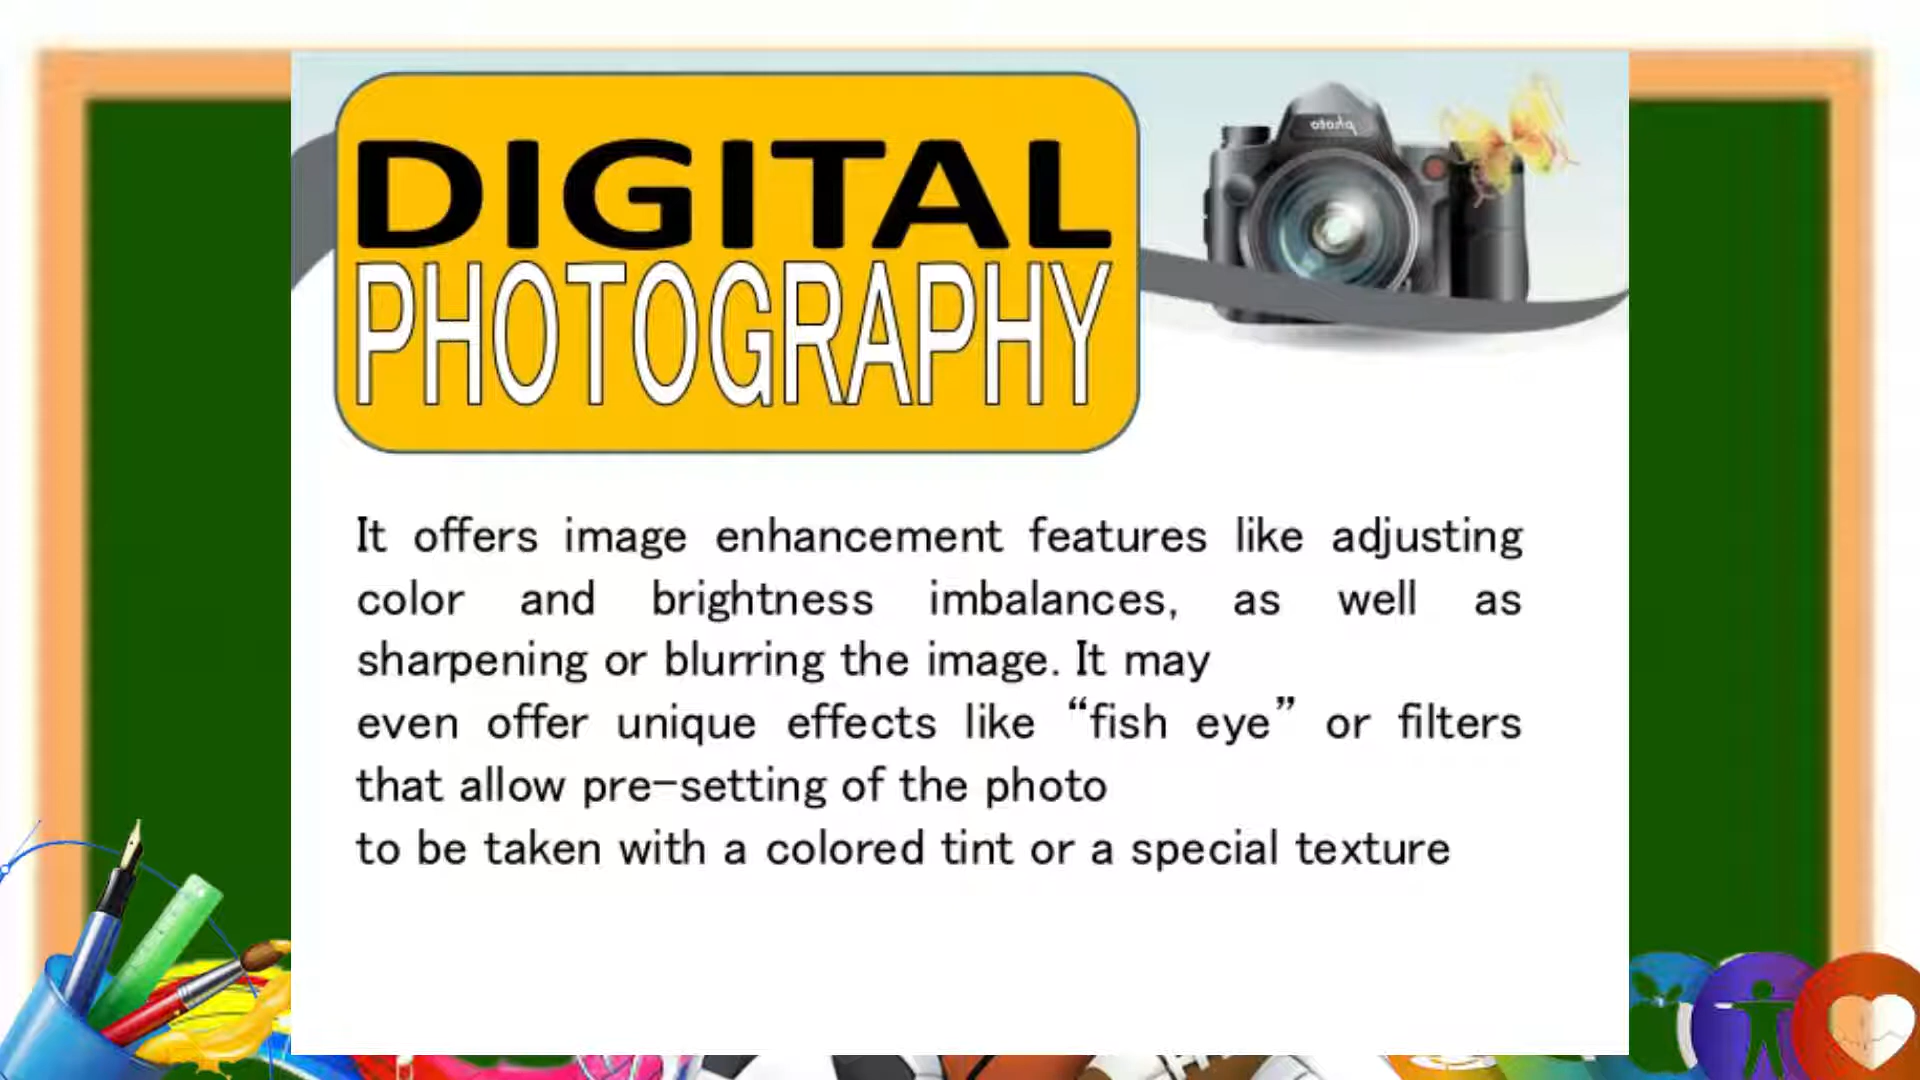 DIGITAL
PHOTOGRAPHY
photo
It offers image enhancement features like adjusting
color and brightness imbalances, as well as
sharpening or blurring the image. It may
even offer unique effects like “fish eye” or filters
that allow pre-setting of the photo
to be taken with a colored tint or a special texture